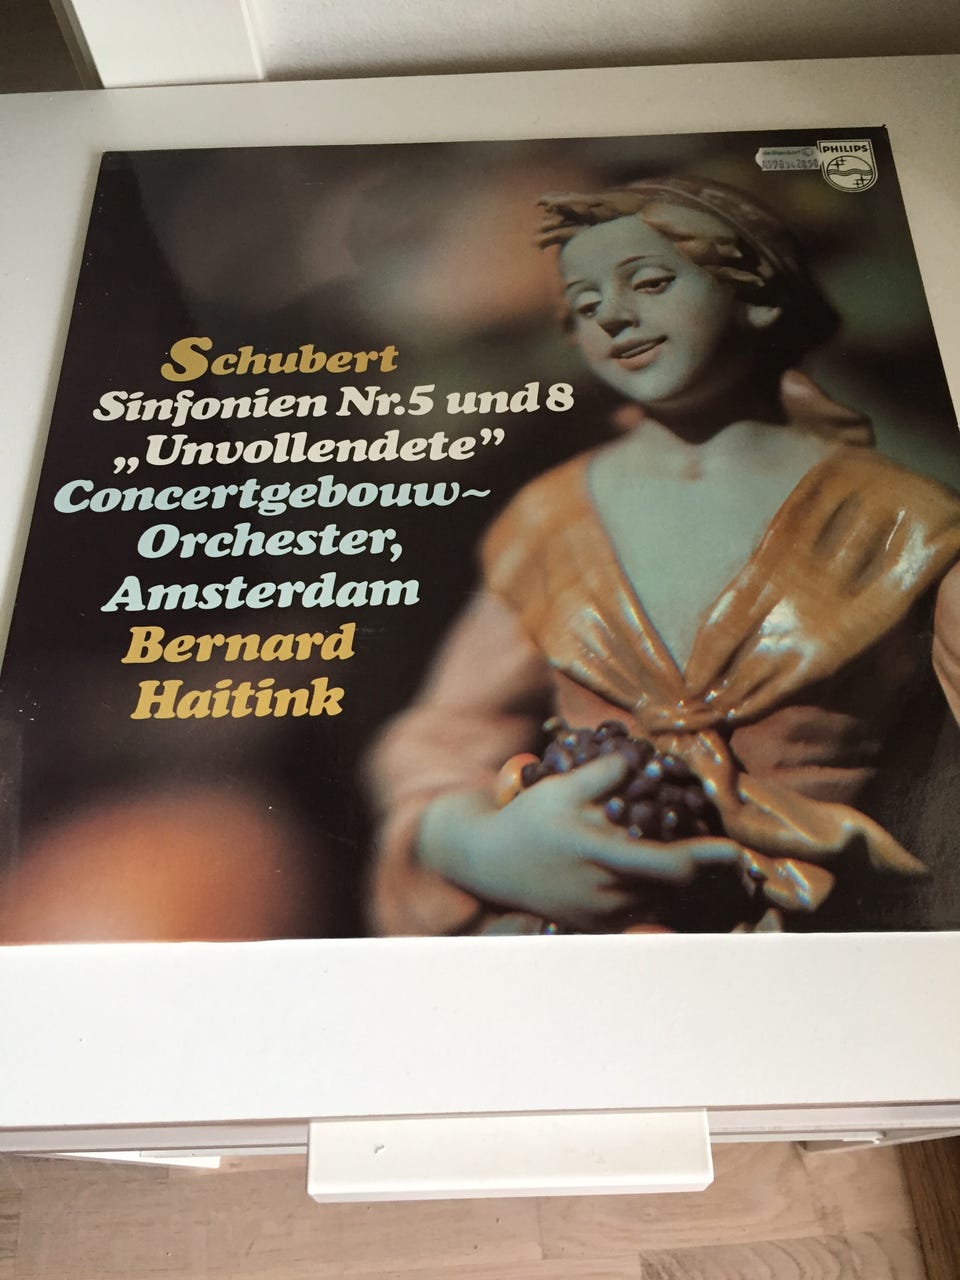 PHILIPS
Schubert
Sinfonien Nr.5 und 8
„Unvollendete”
Concertgebouw~
Orchester,
Amsterdam
Bernard
Haitink